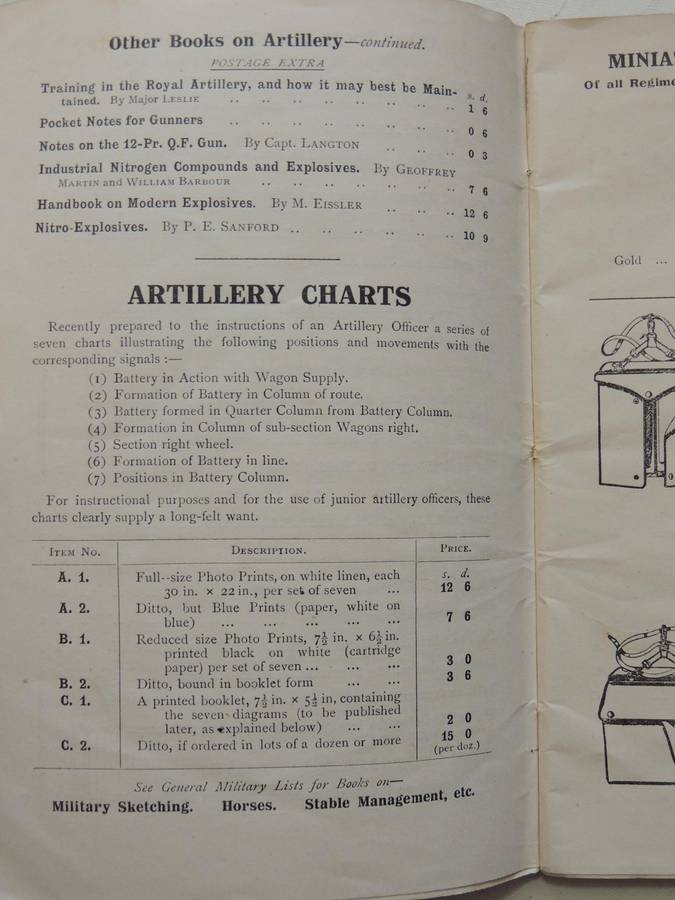 Other Books on Artillery—continued.
POSTAGE EXTRA
Training in the Royal Artillery, and how it may best be Main-
tained. By Major LESLIE .. .. .. .. .. .. .. s. d. 1 6
Pocket Notes for Gunners .. .. .. .. .. .. .. 0 6
Notes on the 12-Pr. Q.F. Gun. By Capt. LANGTON .. .. .. 0 3
Industrial Nitrogen Compounds and Explosives. By GEOFFREY
MARTIN and WILLIAM BARBOUR .. .. .. .. .. .. 7 6
Handbook on Modern Explosives. By M. EISSLER .. .. .. 12 6
Nitro-Explosives. By P. E. SANFORD .. .. .. .. .. 10 9
ARTILLERY CHARTS
Recently prepared to the instructions of an Artillery Officer a series of
seven charts illustrating the following positions and movements with the
corresponding signals :—
(1) Battery in Action with Wagon Supply.
(2) Formation of Battery in Column of route.
(3) Battery formed in Quarter Column from Battery Column.
(4) Formation in Column of sub-section Wagons right.
(5) Section right wheel.
(6) Formation of Battery in line.
(7) Positions in Battery Column.
For instructional purposes and for the use of junior artillery officers, these
charts clearly supply a long-felt want.
ITEM NO. DESCRIPTION. PRICE.
s. d.
A. 1. Full--size Photo Prints, on white linen, each
30 in. × 22 in., per set of seven ... 12 6
A. 2. Ditto, but Blue Prints (paper, white on
blue) ... ... ... ... ... 7 6
B. 1. Reduced size Photo Prints, 7½ in. × 6½ in.
printed black on white (cartridge
paper) per set of seven ... ... ... 3 0
B. 2. Ditto, bound in booklet form ... ... 3 6
C. 1. A printed booklet, 7½ in. × 5½ in, containing
the seven diagrams (to be published
later, as explained below) ... ... 2 0
C. 2. Ditto, if ordered in lots of a dozen or more 15 0
(per doz.)
See General Military Lists for Books on—
Military Sketching. Horses. Stable Management, etc.
MINIA
Of all Regime
Gold ...